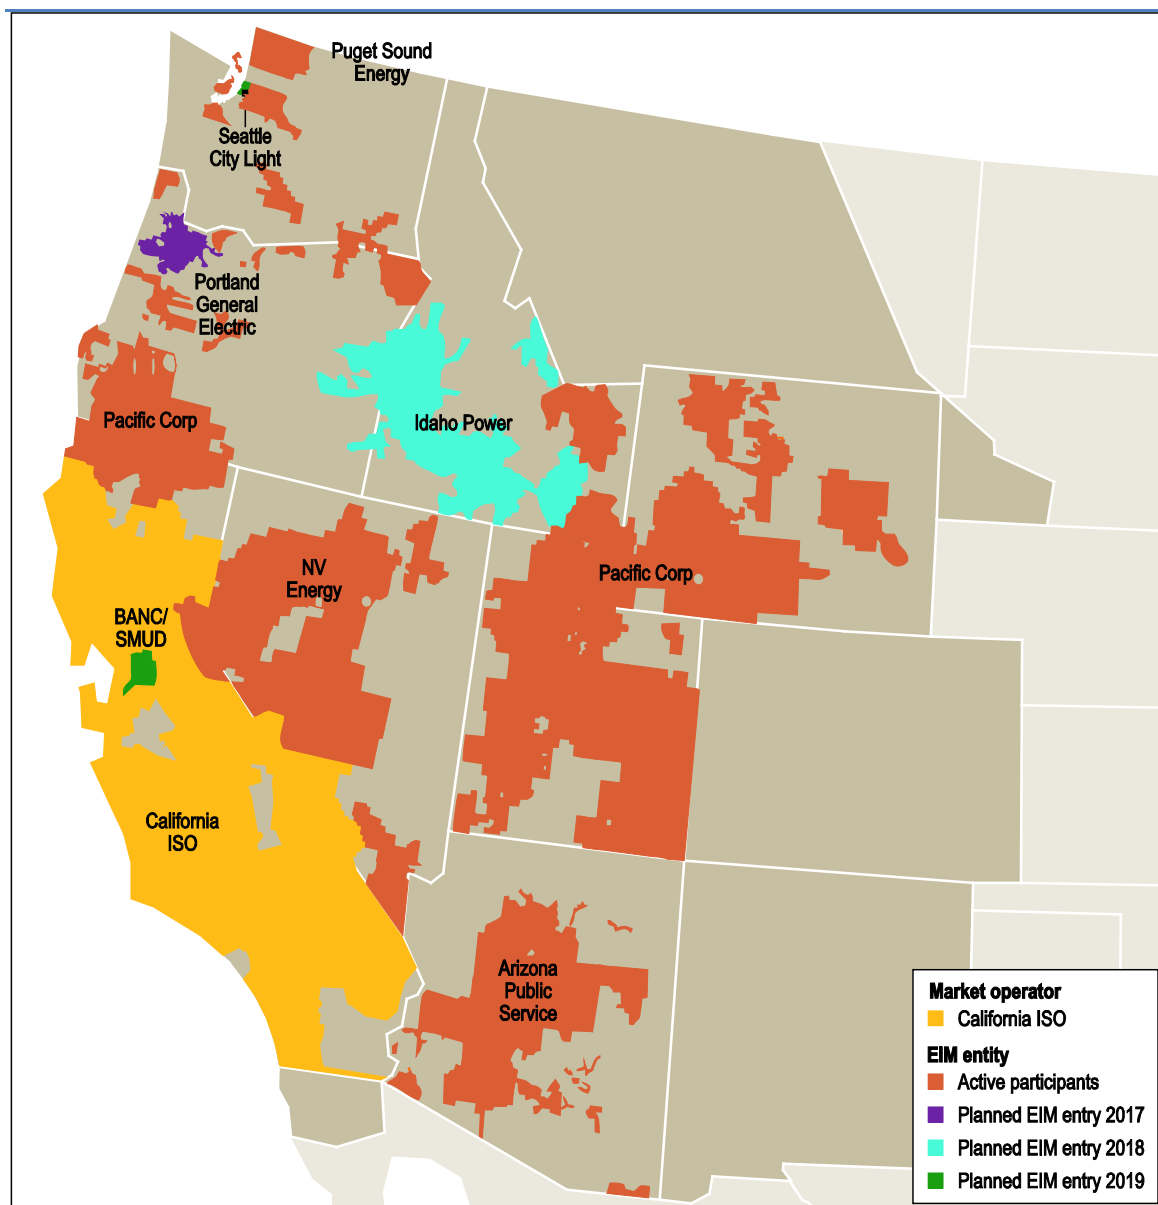 Puget Sound
Energy
Seattle
City Light
Portland
General
Electric
Pacific Corp
Idaho Power
NV
Energy
Pacific Corp
BANC/
SMUD
California
ISO
Arizona
Public
Service
Market operator
California ISO
EIM entity
Active participants
Planned EIM entry 2017
Planned EIM entry 2018
Planned EIM entry 2019